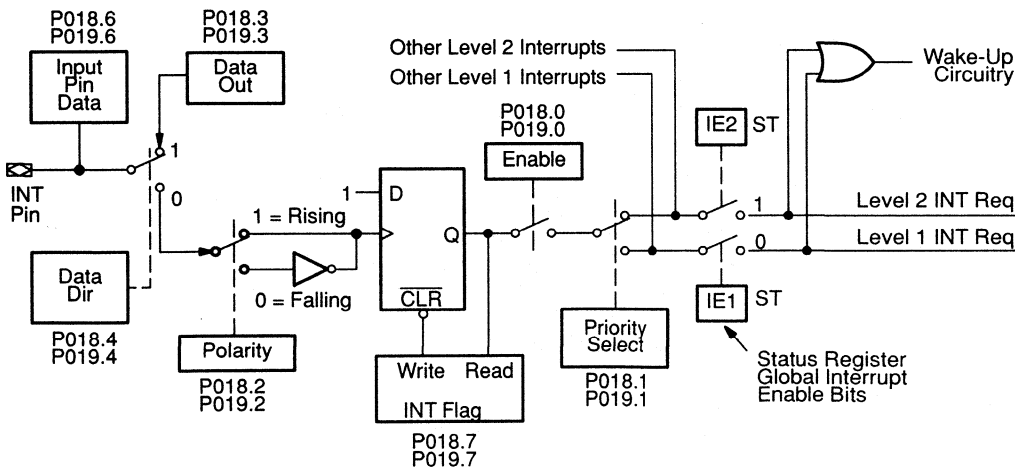 P018.6
P019.6
Input
Pin
Data
P018.3
P019.3
Data
Out
INT
Pin
1
0
Data
Dir
P018.4
P019.4
1 = Rising
0 = Falling
Polarity
P018.2
P019.2
1
D
Q
CLR
Write Read
INT Flag
P018.7
P019.7
Other Level 2 Interrupts
Other Level 1 Interrupts
P018.0
P019.0
Enable
Priority
Select
P018.1
P019.1
IE2 ST
1
0
IE1 ST
Status Register
Global Interrupt
Enable Bits
Wake-Up
Circuitry
Level 2 INT Req
Level 1 INT Req